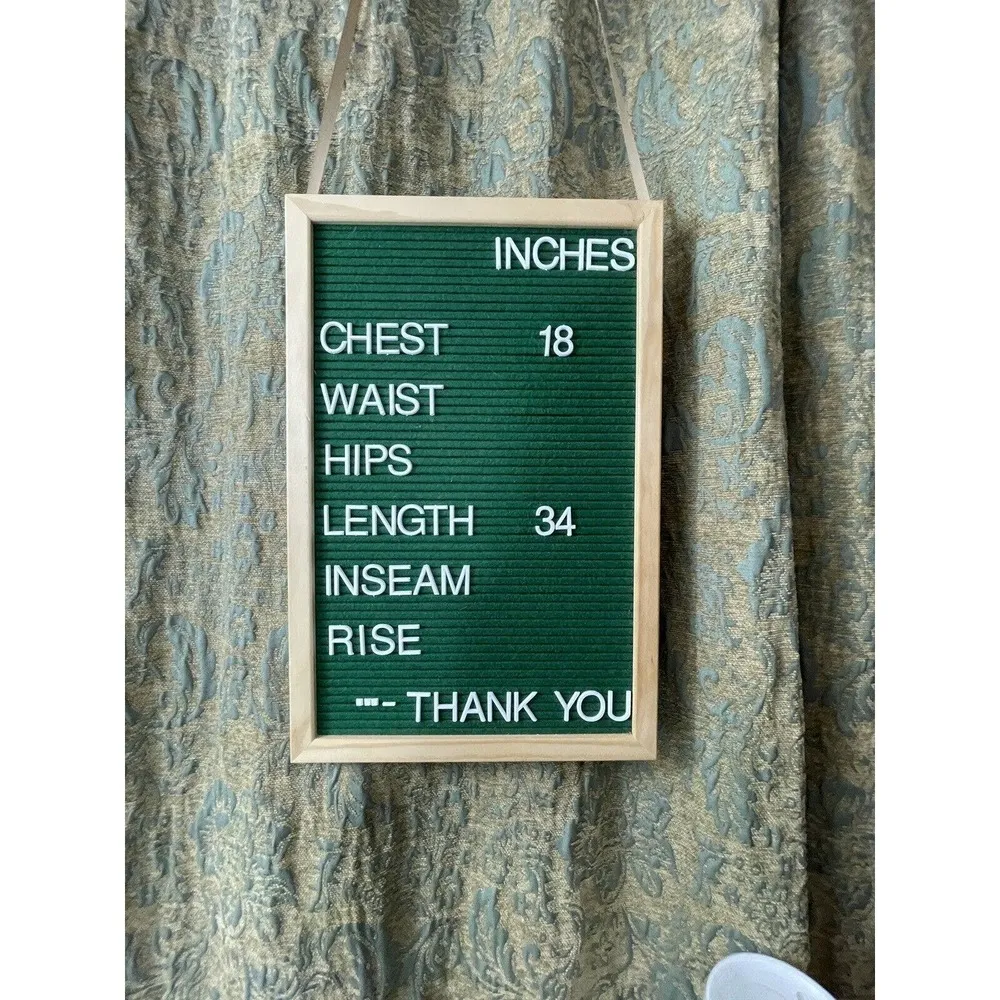 INCHES
CHEST 18
WAIST
HIPS
LENGTH 34
INSEAM
RISE
"'- THANK YOU